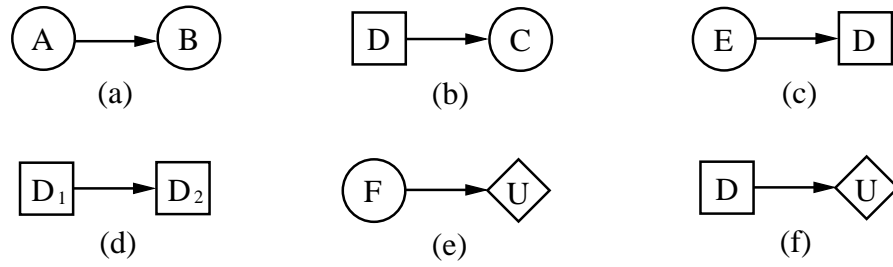 A B D C E D
(a) (b) (c)
D₁ D₂ F U D U
(d) (e) (f)